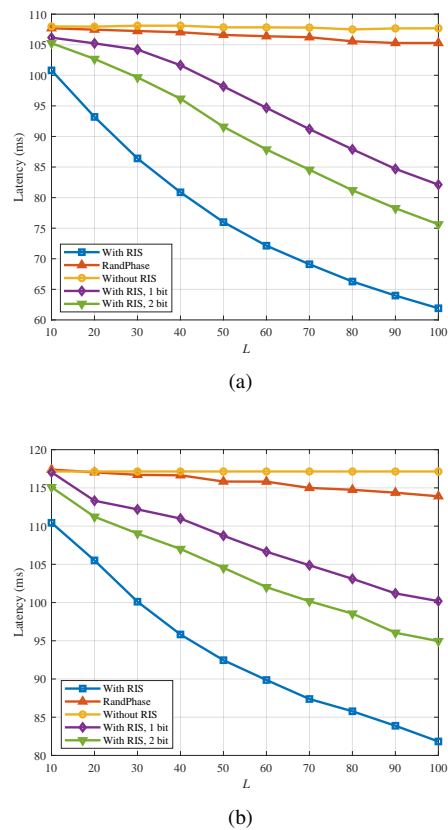 110
105
100
95
90
85
80
75
70
65
60
Latency (ms)
With RIS
RandPhase
Without RIS
With RIS, 1 bit
With RIS, 2 bit
10 20 30 40 50 60 70 80 90 100
L
(a)
120
115
110
105
100
95
90
85
80
Latency (ms)
With RIS
RandPhase
Without RIS
With RIS, 1 bit
With RIS, 2 bit
10 20 30 40 50 60 70 80 90 100
L
(b)